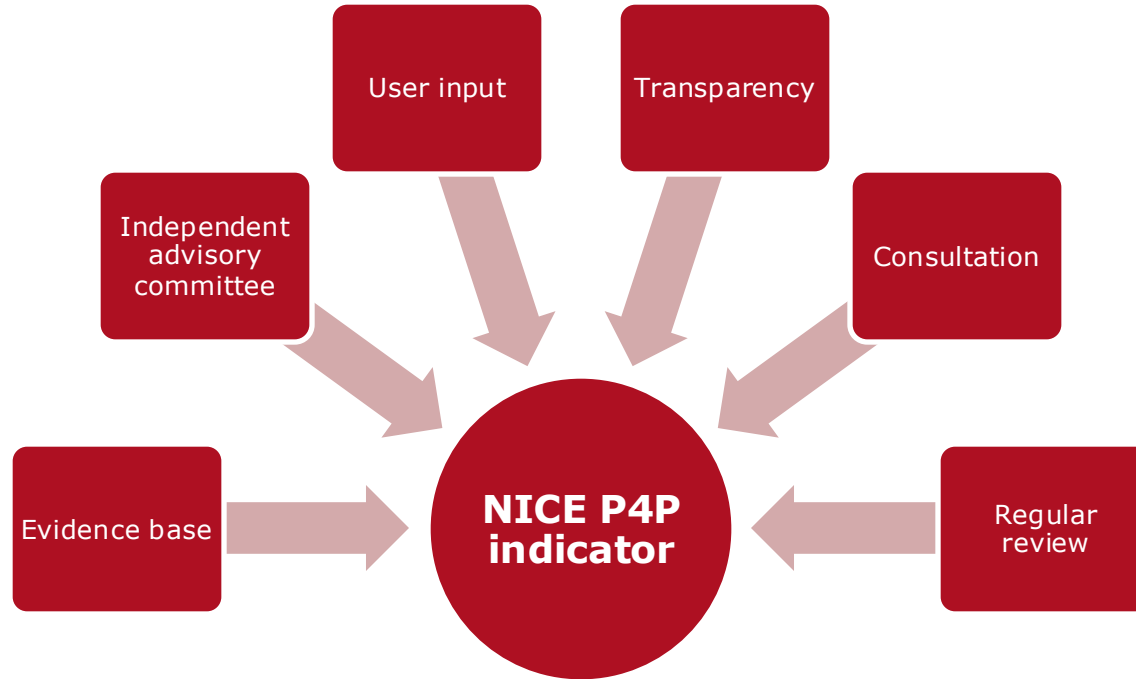 User input
Transparency
Independent
advisory
committee
Consultation
Evidence base
NICE P4P
indicator
Regular
review